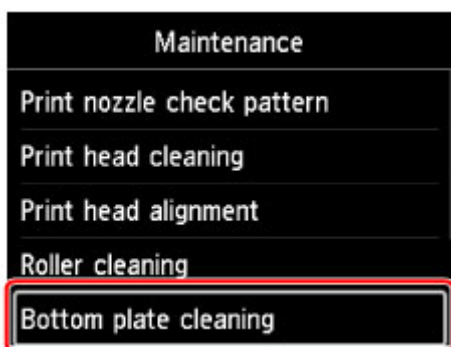 Maintenance
Print nozzle check pattern
Print head cleaning
Print head alignment
Roller cleaning
Bottom plate cleaning